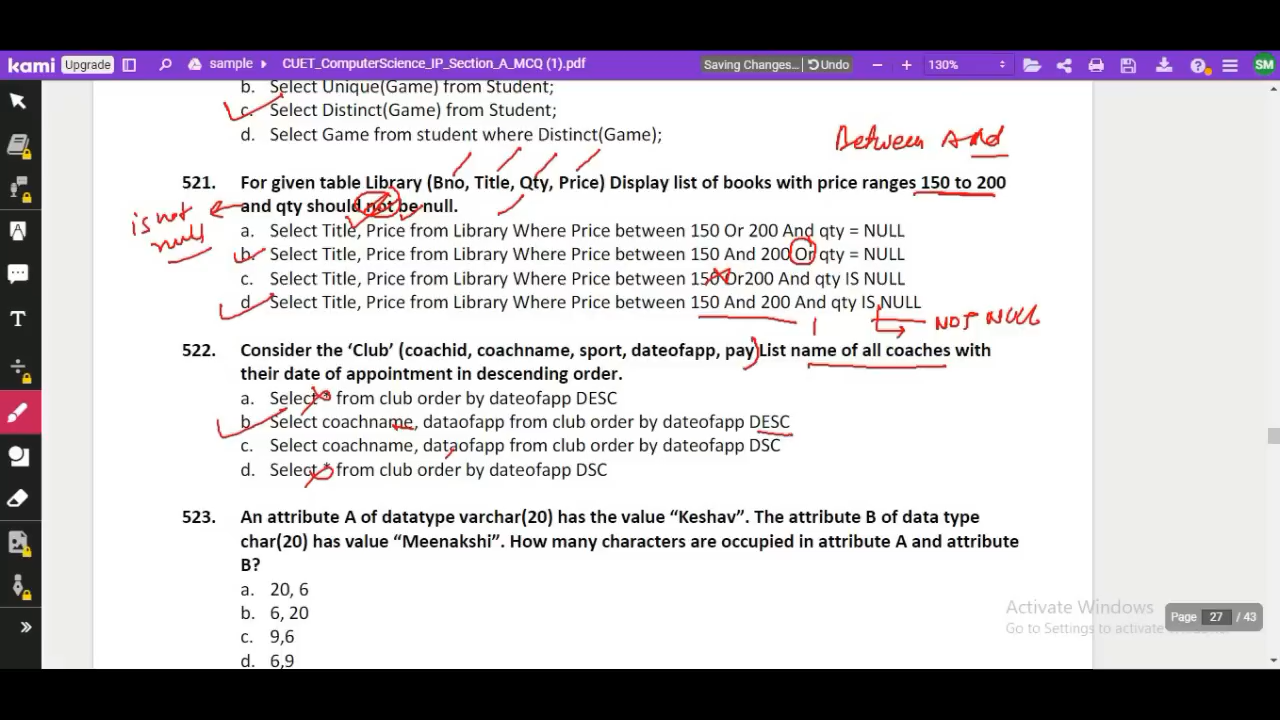 kami Upgrade sample CUET_ComputerScience_IP_Section_A_MCQ (1).pdf Saving Changes... Undo 130% SM
b. Select Unique(Game) from Student;
c. Select Distinct(Game) from Student;
d. Select Game from student where Distinct(Game);
Between And
521. For given table Library (Bno, Title, Qty, Price) Display list of books with price ranges 150 to 200
and qty should not be null.
is not
null
a. Select Title, Price from Library Where Price between 150 Or 200 And qty = NULL
b. Select Title, Price from Library Where Price between 150 And 200 Or qty = NULL
c. Select Title, Price from Library Where Price between 150 Or200 And qty IS NULL
d. Select Title, Price from Library Where Price between 150 And 200 And qty IS NULL
NOT NULL
522. Consider the ‘Club’ (coachid, coachname, sport, dateofapp, pay) List name of all coaches with
their date of appointment in descending order.
a. Select * from club order by dateofapp DESC
b. Select coachname, dataofapp from club order by dateofapp DESC
c. Select coachname, dataofapp from club order by dateofapp DSC
d. Select * from club order by dateofapp DSC
523. An attribute A of datatype varchar(20) has the value “Keshav”. The attribute B of data type
char(20) has value “Meenakshi”. How many characters are occupied in attribute A and attribute
B?
a. 20, 6
b. 6, 20
c. 9,6
d. 6,9
Activate Windows
Go to Settings to activate
Page 27 / 43